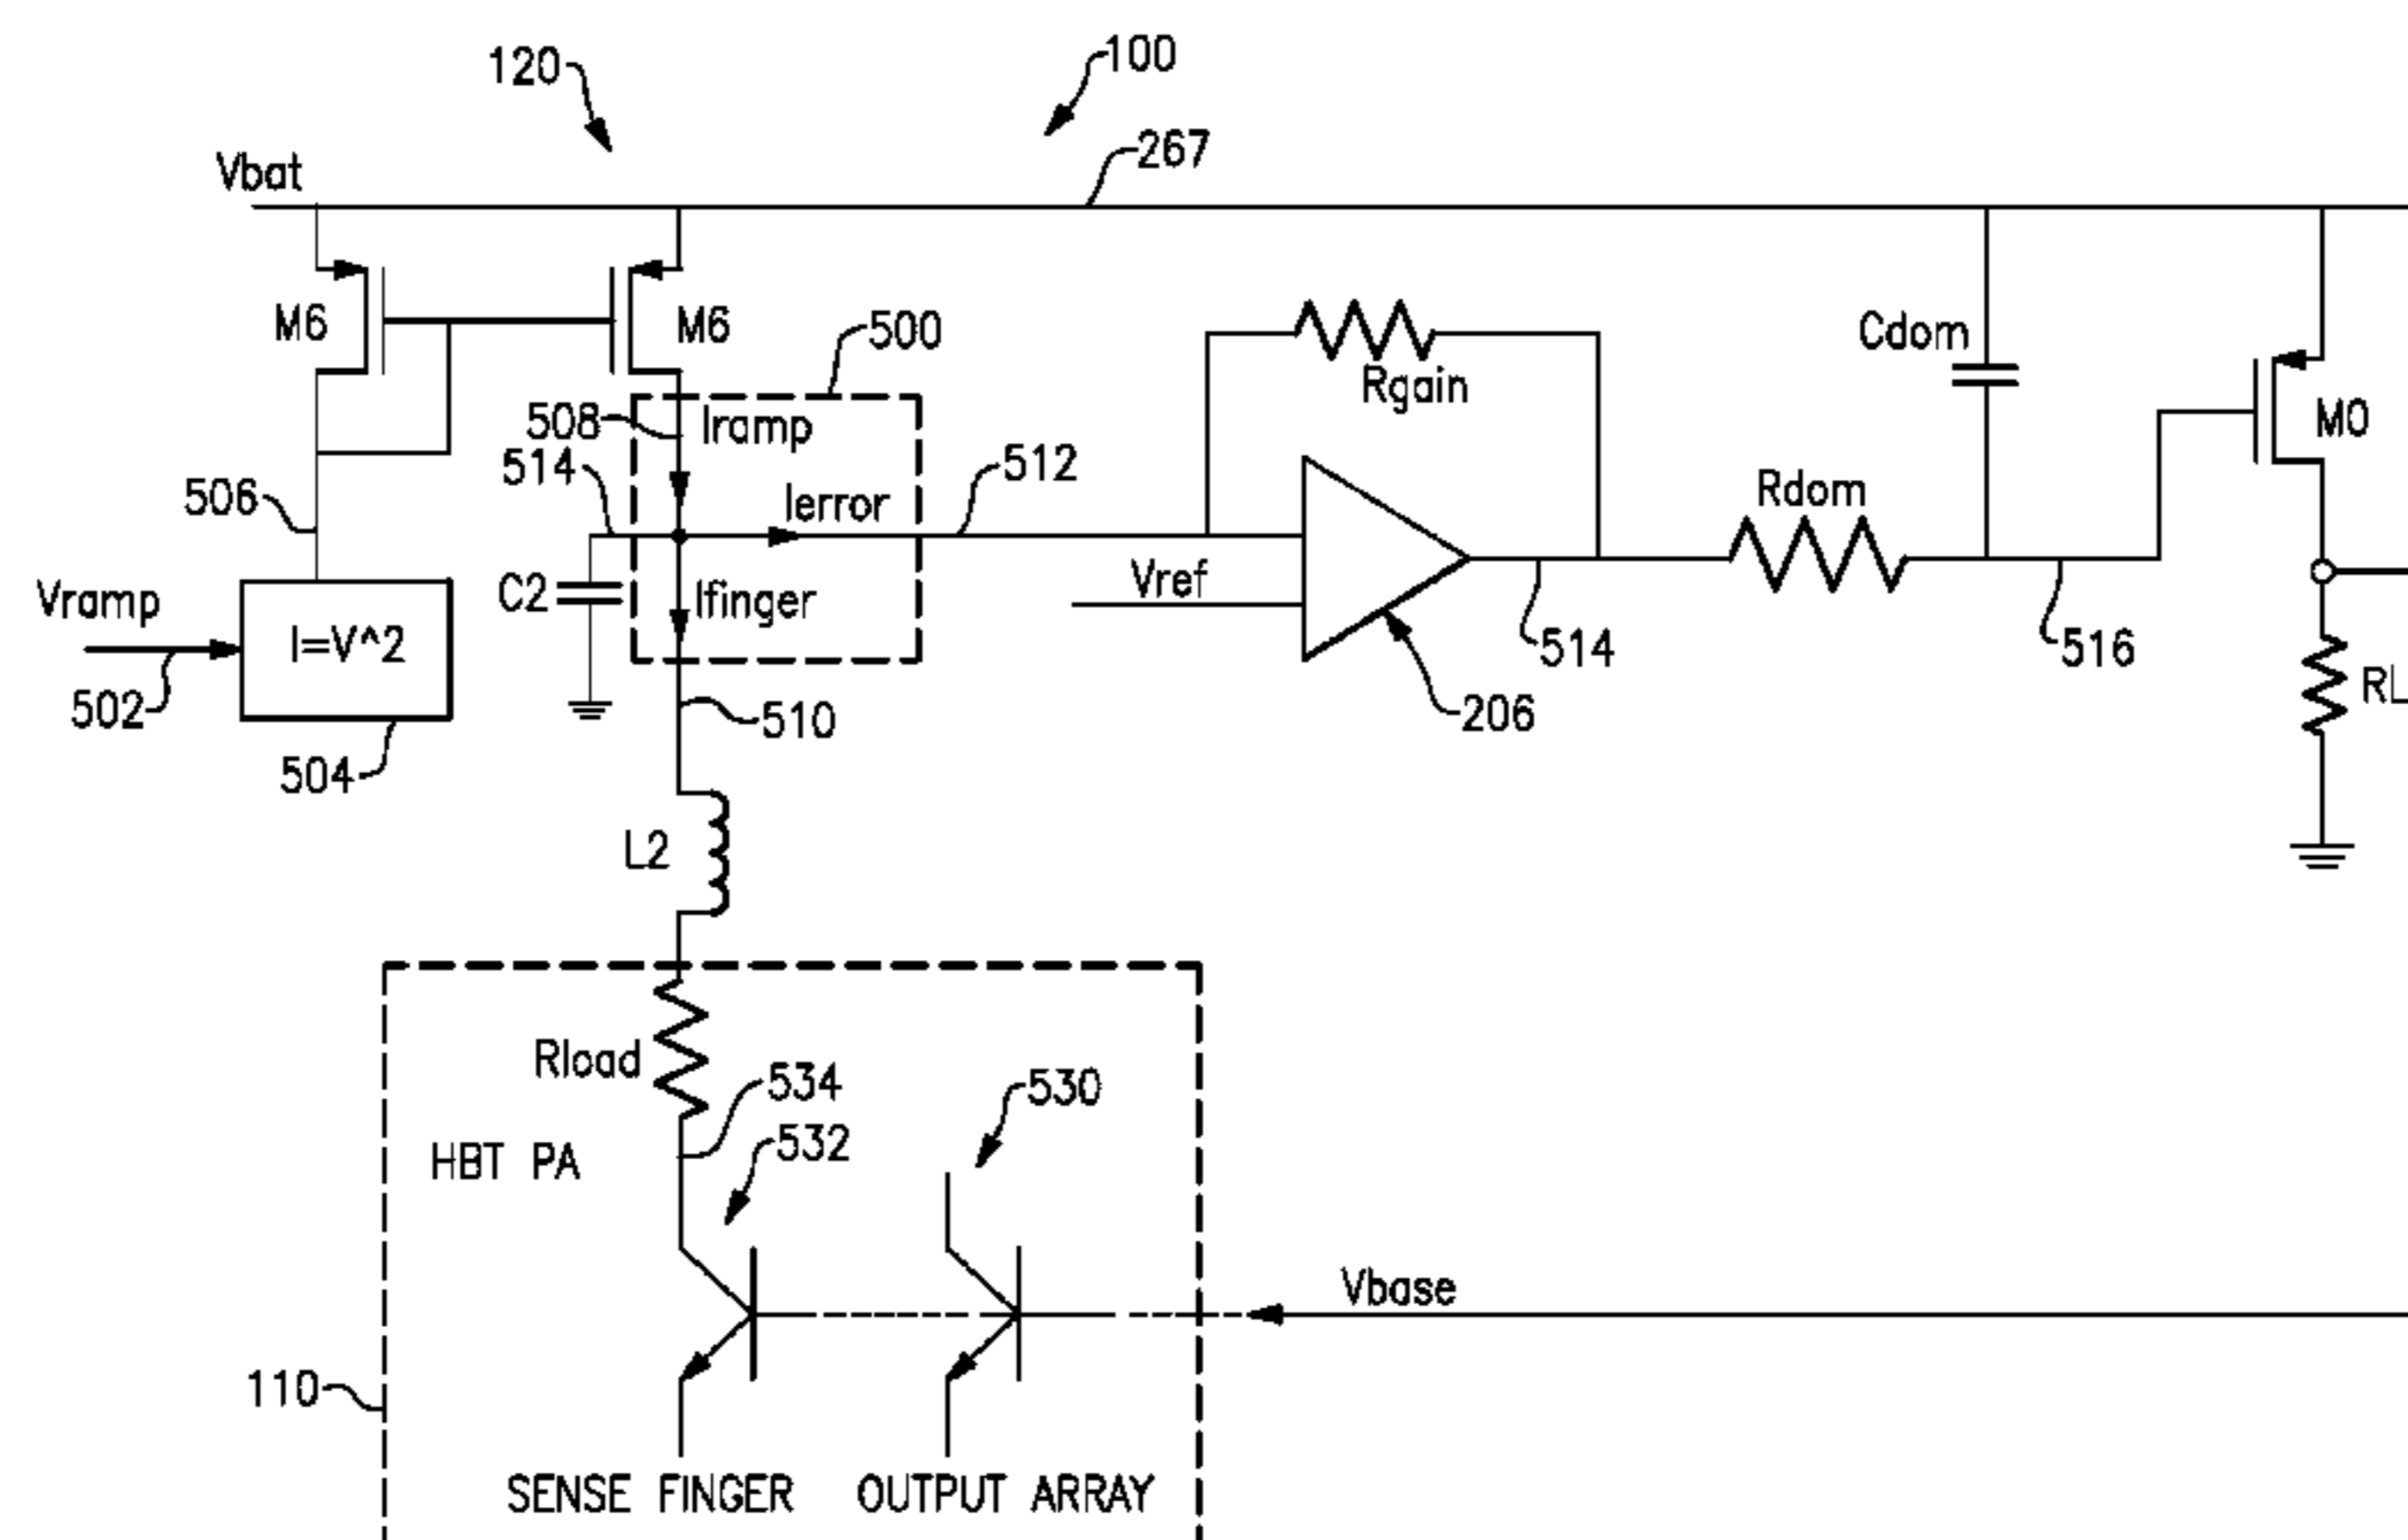 120
100
267
Vbat
M6
M6
500
508
Iramp
514
Ierror
512
506
Rgain
Cdom
M0
Rdom
Vramp
I=V^2
C2
Ifinger
Vref
514
516
502
510
206
RL
504
L2
Rload
534
530
HBT PA
532
Vbase
110
SENSE FINGER
OUTPUT ARRAY